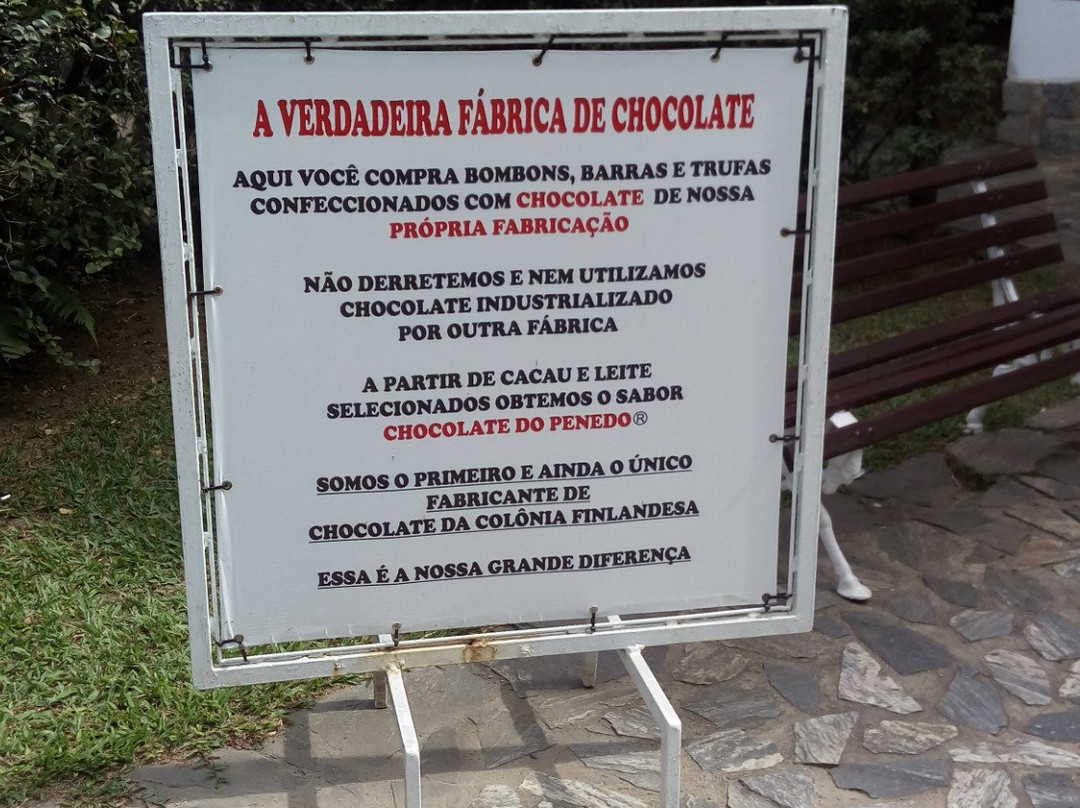 A VERDADEIRA FÁBRICA DE CHOCOLATE
AQUI VOCÊ COMPRA BOMBONS, BARRAS E TRUFAS
CONFECCIONADOS COM CHOCOLATE DE NOSSA
PRÓPRIA FABRICAÇÃO
NÃO DERRETEMOS E NEM UTILIZAMOS
CHOCOLATE INDUSTRIALIZADO
POR OUTRA FÁBRICA
A PARTIR DE CACAU E LEITE
SELECIONADOS OBTEMOS O SABOR
CHOCOLATE DO PENEDO®
SOMOS O PRIMEIRO E AINDA O ÚNICO
FABRICANTE DE
CHOCOLATE DA COLÔNIA FINLANDESA
ESSA É A NOSSA GRANDE DIFERENÇA